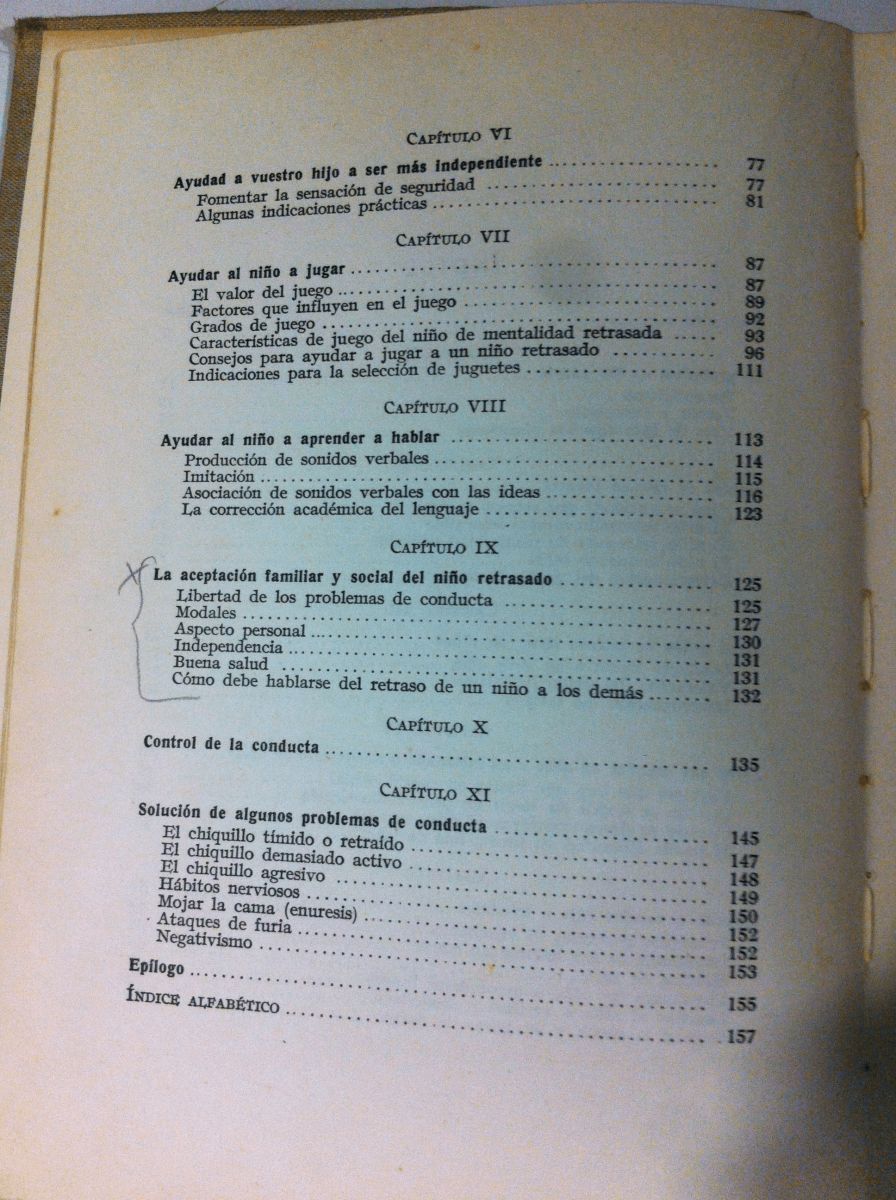 CAPÍTULO VI
Ayudad a vuestro hijo a ser más independiente .................... 77
Fomentar la sensación de seguridad .................... 77
Algunas indicaciones prácticas .................... 81
CAPÍTULO VII
Ayudar al niño a jugar .................... 87
El valor del juego .................... 87
Factores que influyen en el juego .................... 89
Grados de juego .................... 92
Características de juego del niño de mentalidad retrasada ..... 93
Consejos para ayudar a jugar a un niño retrasado ........... 96
Indicaciones para la selección de juguetes .................... 111
CAPÍTULO VIII
Ayudar al niño a aprender a hablar .................... 113
Producción de sonidos verbales .................... 114
Imitación .................... 115
Asociación de sonidos verbales con las ideas .................... 116
La corrección académica del lenguaje .................... 123
CAPÍTULO IX
La aceptación familiar y social del niño retrasado .................... 125
Libertad de los problemas de conducta .................... 125
Modales .................... 127
Aspecto personal .................... 130
Independencia .................... 131
Buena salud .................... 131
Cómo debe hablarse del retraso de un niño a los demás ....... 132
CAPÍTULO X
Control de la conducta .................... 135
CAPÍTULO XI
Solución de algunos problemas de conducta .................... 145
El chiquillo tímido o retraído .................... 147
El chiquillo demasiado activo .................... 148
El chiquillo agresivo .................... 149
Hábitos nerviosos .................... 150
Mojar la cama (enuresis) .................... 152
Ataques de furia .................... 152
Negativismo .................... 153
Epílogo .................... 155
ÍNDICE ALFABÉTICO .................... 157